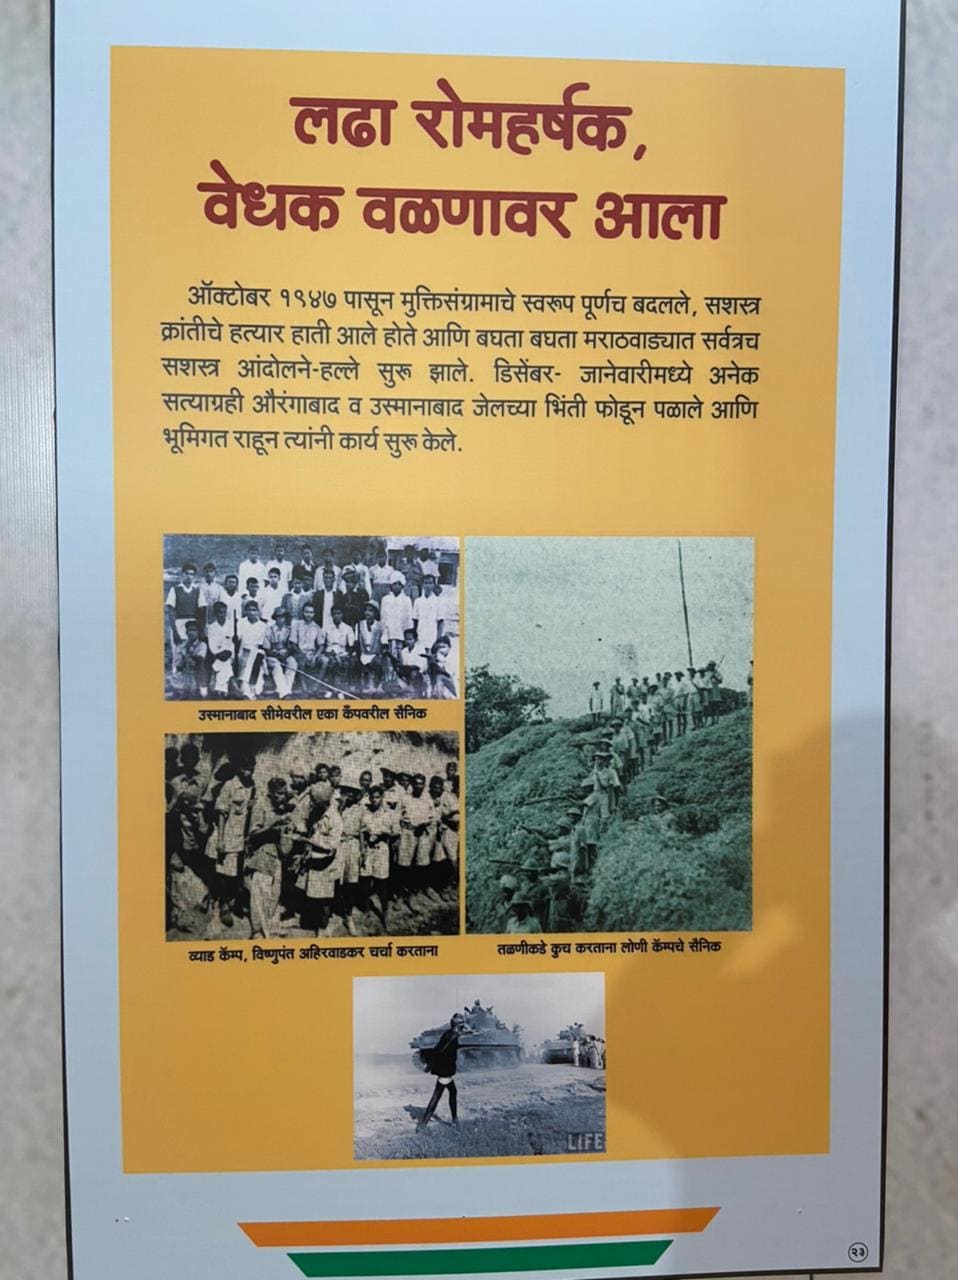 लढा रोमहर्षक,
वेधक वळणावर आला
ऑक्टोबर १९४७ पासून मुक्तिसंग्रामाचे स्वरूप पूर्णच बदलले, सशस्त्र
क्रांतीचे हत्यार हाती आले होते आणि बघता बघता मराठवाड्यात सर्वत्रच
सशस्त्र आंदोलने-हल्ले सुरू झाले. डिसेंबर- जानेवारीमध्ये अनेक
सत्याग्रही औरंगाबाद व उस्मानाबाद जेलच्या भिंती फोडून पळाले आणि
भूमिगत राहून त्यांनी कार्य सुरू केले.
उस्मानाबाद सीमेवरील एका कँपवरील सैनिक
व्याड कॅम्प, विष्णुपंत अहिरवाडकर चर्चा करताना
तळणीकडे कुच करताना लोणी कॅम्पचे सैनिक
LIFE
२३